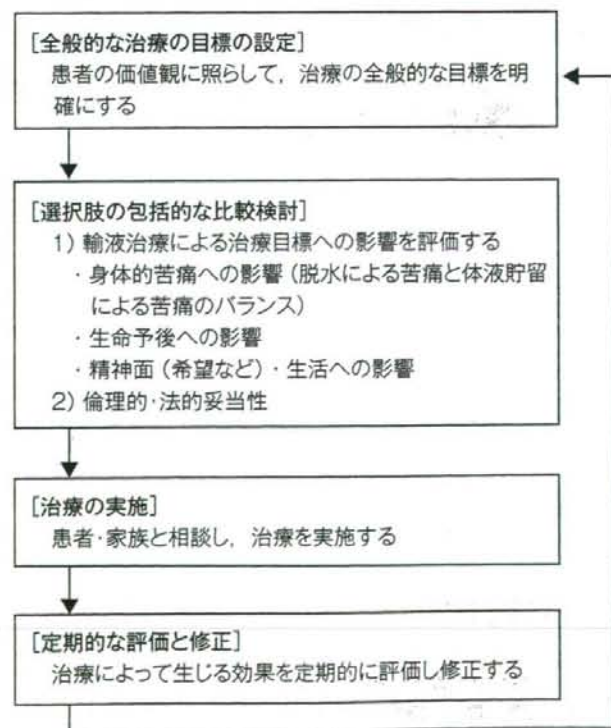 [全般的な治療の目標の設定]
患者の価値観に照らして，治療の全般的な目標を明
確にする
[選択肢の包括的な比較検討]
1) 輸液治療による治療目標への影響を評価する
・身体的苦痛への影響 (脱水による苦痛と体液貯留
による苦痛のバランス)
・生命予後への影響
・精神面 (希望など)・生活への影響
2) 倫理的・法的妥当性
[治療の実施]
患者・家族と相談し，治療を実施する
[定期的な評価と修正]
治療によって生じる効果を定期的に評価し修正する